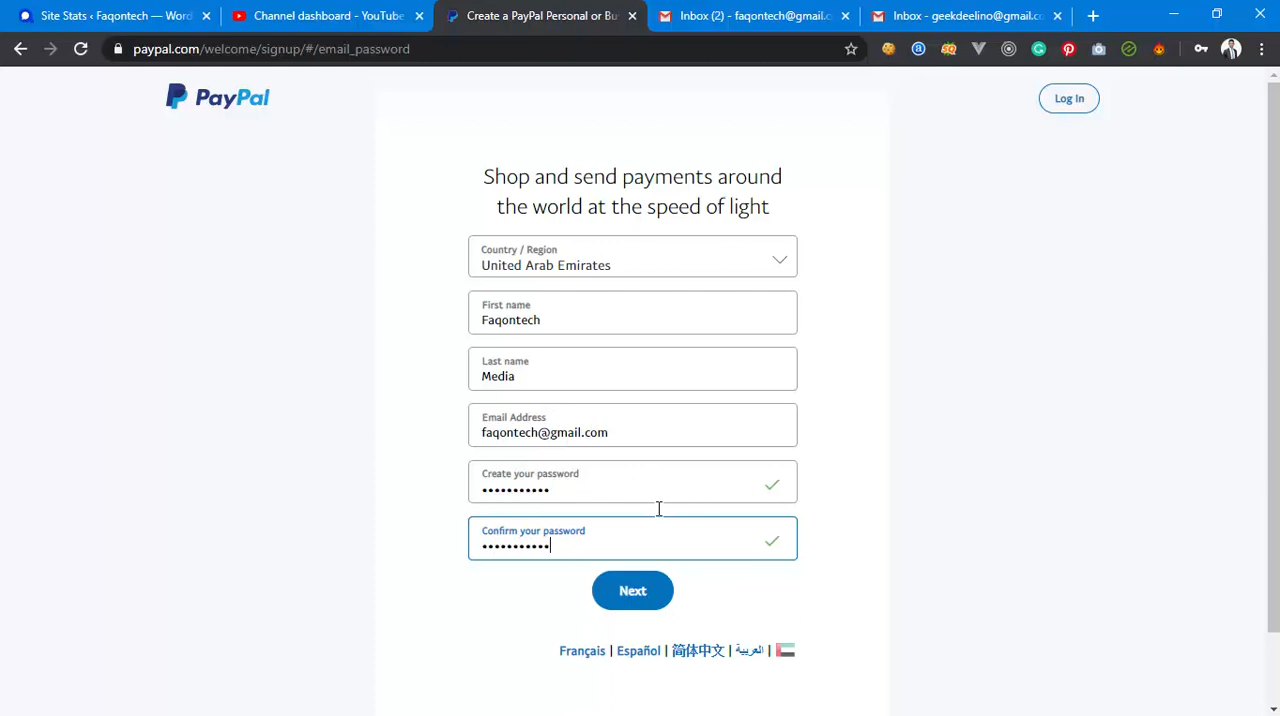 Site Stats ‹ Faqontech — Word
Channel dashboard - YouTube
Create a PayPal Personal or Bu
Inbox (2) - faqontech@gmail.c
Inbox - geekdeelino@gmail.co
paypal.com/welcome/signup/#/email_password
PayPal
Log In
Shop and send payments around
the world at the speed of light
Country / Region
United Arab Emirates
First name
Faqontech
Last name
Media
Email Address
faqontech@gmail.com
Create your password
•••••••••••
Confirm your password
•••••••••••
Next
Français | Español | 简体中文 | العربية |